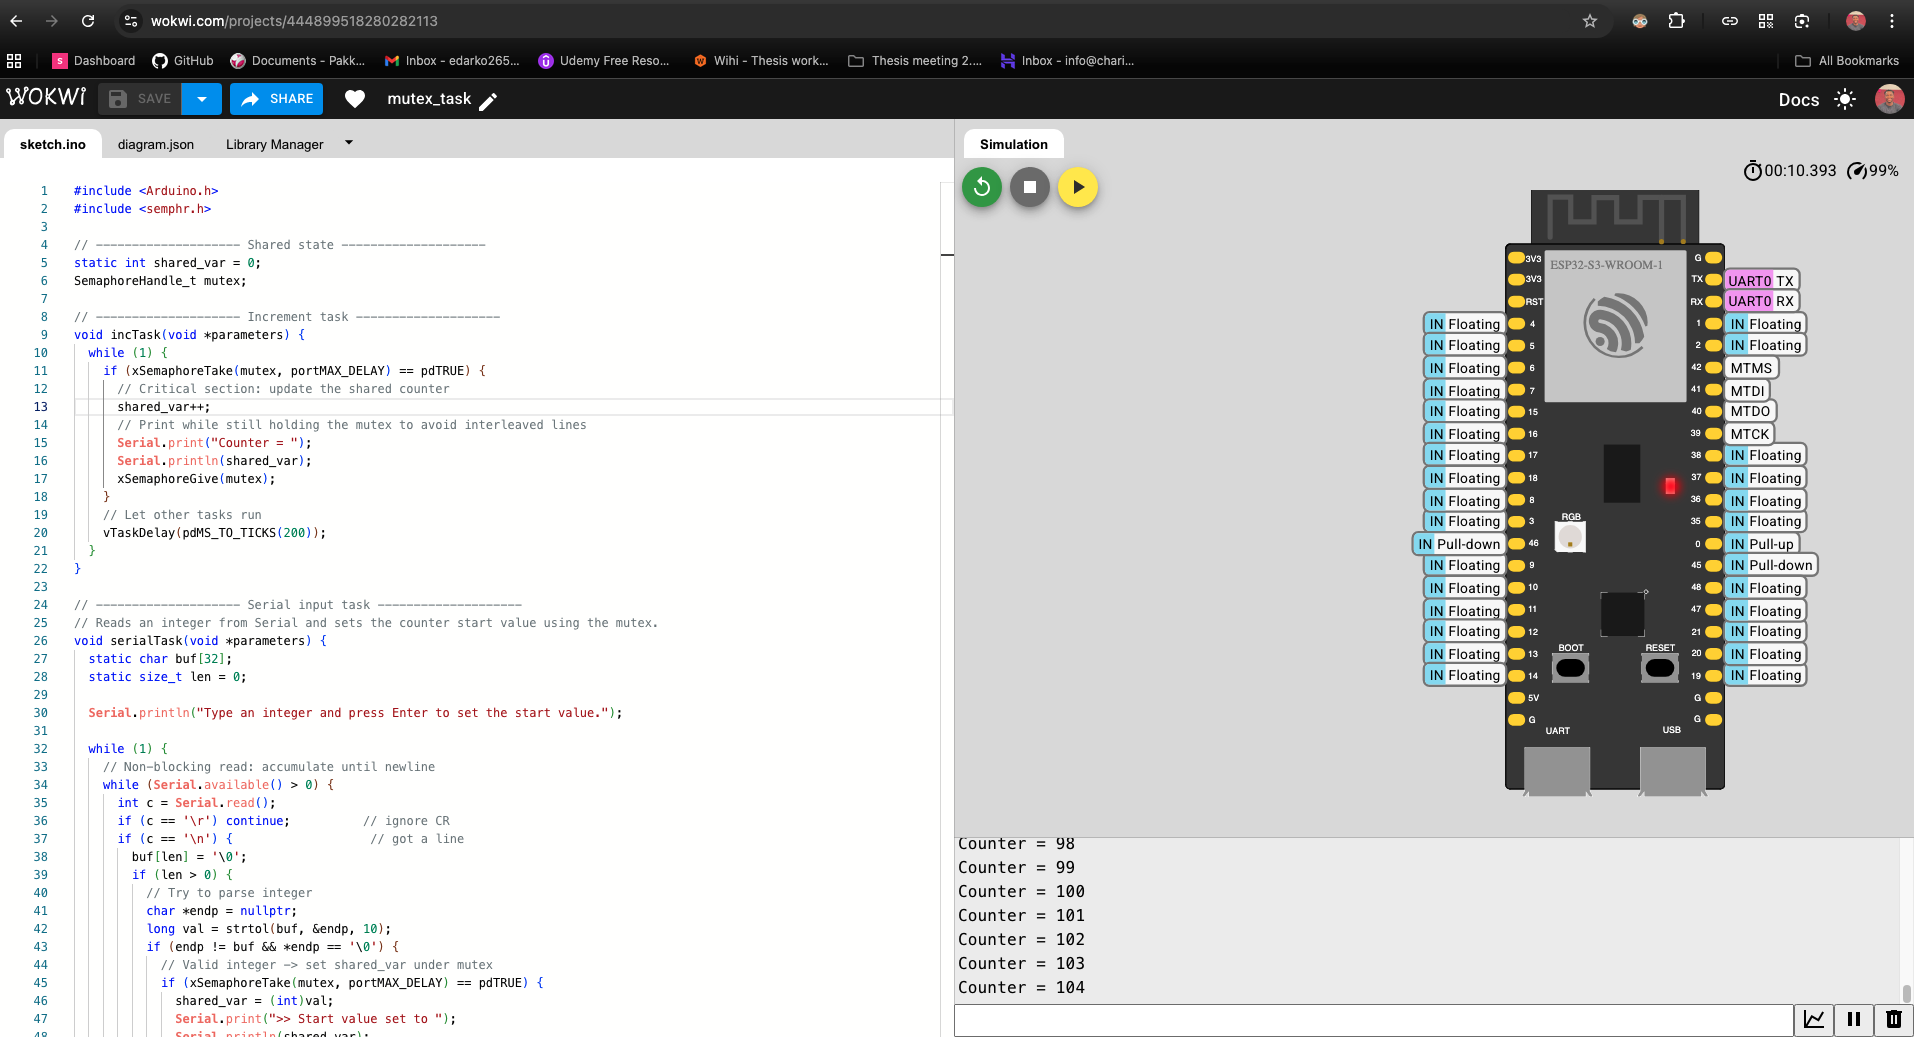 wokwi.com/projects/444899518280282113
Dashboard
GitHub
Documents - Pakk...
Inbox - edarko265...
Udemy Free Reso...
Wihi - Thesis work...
Thesis meeting 2....
Inbox - info@chari...
All Bookmarks
WOKWI
SAVE
SHARE
mutex_task
Docs
sketch.ino
diagram.json
Library Manager
1 #include <Arduino.h>
2 #include <semphr.h>
3
4 // -------------------- Shared state --------------------
5 static int shared_var = 0;
6 SemaphoreHandle_t mutex;
7
8 // -------------------- Increment task --------------------
9 void incTask(void *parameters) {
10 while (1) {
11 if (xSemaphoreTake(mutex, portMAX_DELAY) == pdTRUE) {
12 // Critical section: update the shared counter
13 shared_var++;
14 // Print while still holding the mutex to avoid interleaved lines
15 Serial.print("Counter = ");
16 Serial.println(shared_var);
17 xSemaphoreGive(mutex);
18 }
19 // Let other tasks run
20 vTaskDelay(pdMS_TO_TICKS(200));
21 }
22 }
23
24 // -------------------- Serial input task --------------------
25 // Reads an integer from Serial and sets the counter start value using the mutex.
26 void serialTask(void *parameters) {
27 static char buf[32];
28 static size_t len = 0;
29
30 Serial.println("Type an integer and press Enter to set the start value.");
31
32 while (1) {
33 // Non-blocking read: accumulate until newline
34 while (Serial.available() > 0) {
35 int c = Serial.read();
36 if (c == '\r') continue; // ignore CR
37 if (c == '\n') { // got a line
38 buf[len] = '\0';
39 if (len > 0) {
40 // Try to parse integer
41 char *endp = nullptr;
42 long val = strtol(buf, &endp, 10);
43 if (endp != buf && *endp == '\0') {
44 // Valid integer -> set shared_var under mutex
45 if (xSemaphoreTake(mutex, portMAX_DELAY) == pdTRUE) {
46 shared_var = (int)val;
47 Serial.print(">> Start value set to ");
48 Serial.println(shared_var);
Simulation
00:10.393
99%
ESP32-S3-WROOM-1
3V3 G
3V3 TX UART0 TX
RST RX UART0 RX
IN Floating 4 1 IN Floating
IN Floating 5 2 IN Floating
IN Floating 6 42 MTMS
IN Floating 7 41 MTDI
IN Floating 15 40 MTDO
IN Floating 16 39 MTCK
IN Floating 17 38 IN Floating
IN Floating 18 37 IN Floating
IN Floating 8 36 IN Floating
IN Floating 3 RGB 35 IN Floating
IN Pull-down 46 0 IN Pull-up
IN Floating 9 45 IN Pull-down
IN Floating 10 48 IN Floating
IN Floating 11 47 IN Floating
IN Floating 12 21 IN Floating
BOOT RESET
IN Floating 13 20 IN Floating
IN Floating 14 19 IN Floating
5V G
G G
UART USB
Counter = 98
Counter = 99
Counter = 100
Counter = 101
Counter = 102
Counter = 103
Counter = 104